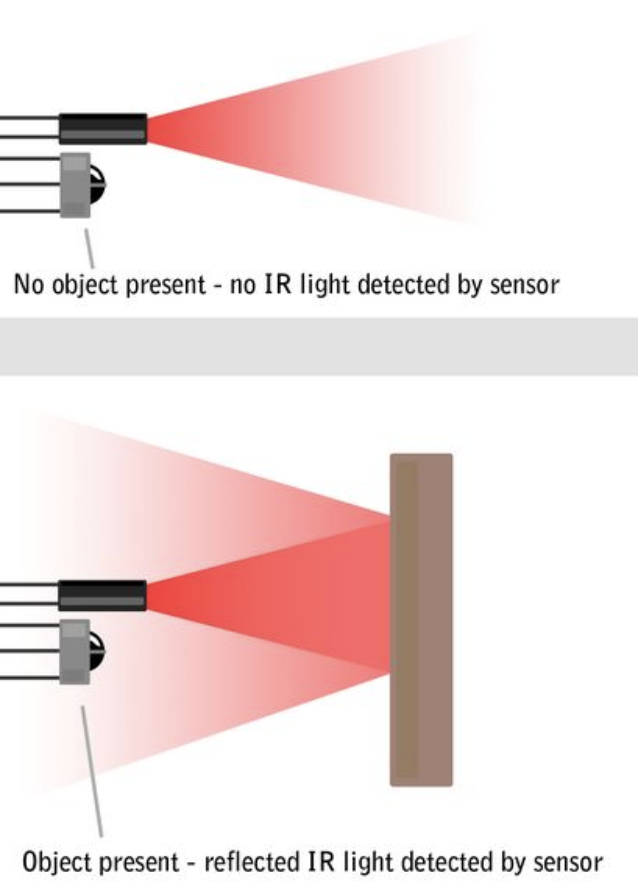 No object present - no IR light detected by sensor
Object present - reflected IR light detected by sensor